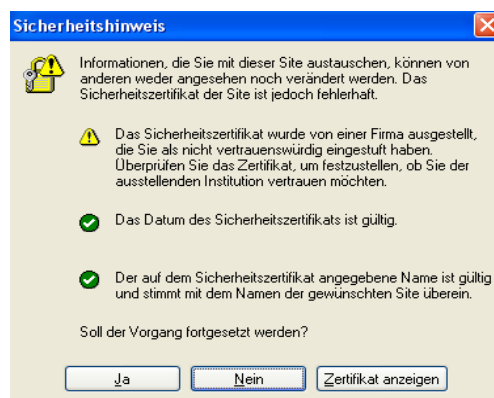 Sicherheitshinweis
Informationen, die Sie mit dieser Site austauschen, können von
anderen weder angesehen noch verändert werden. Das
Sicherheitszertifikat der Site ist jedoch fehlerhaft.
Das Sicherheitszertifikat wurde von einer Firma ausgestellt,
die Sie als nicht vertrauenswürdig eingestuft haben.
Überprüfen Sie das Zertifikat, um festzustellen, ob Sie der
ausstellenden Institution vertrauen möchten.
Das Datum des Sicherheitszertifikats ist gültig.
Der auf dem Sicherheitszertifikat angegebene Name ist gültig
und stimmt mit dem Namen der gewünschten Site überein.
Soll der Vorgang fortgesetzt werden?
Ja Nein Zertifikat anzeigen